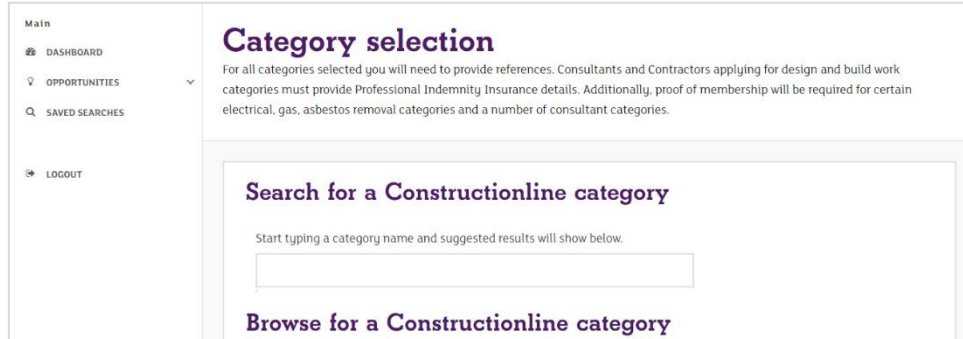 Main
DASHBOARD
OPPORTUNITIES
SAVED SEARCHES
LOGOUT
Category selection
For all categories selected you will need to provide references. Consultants and Contractors applying for design and build work
categories must provide Professional Indemnity Insurance details. Additionally, proof of membership will be required for certain
electrical, gas, asbestos removal categories and a number of consultant categories.
Search for a Constructionline category
Start typing a category name and suggested results will show below.
Browse for a Constructionline category